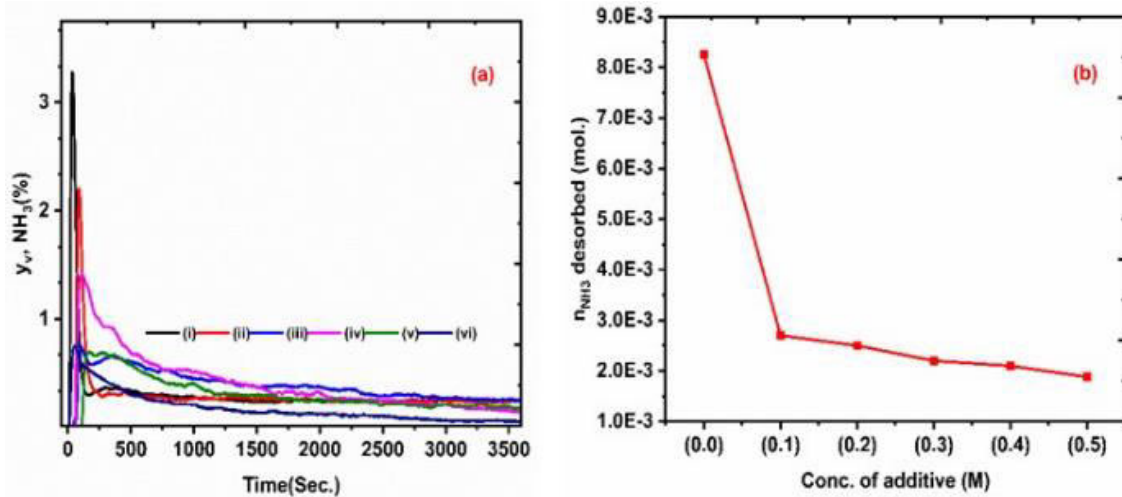 (a)
3
2
1
y_v, NH₃(%)
(i) (ii) (iii) (iv) (v) (vi)
0 500 1000 1500 2000 2500 3000 3500
Time(Sec.)
(b)
9.0E-3
8.0E-3
7.0E-3
6.0E-3
5.0E-3
4.0E-3
3.0E-3
2.0E-3
1.0E-3
n_NH3 desorbed (mol.)
(0.0) (0.1) (0.2) (0.3) (0.4) (0.5)
Conc. of additive (M)